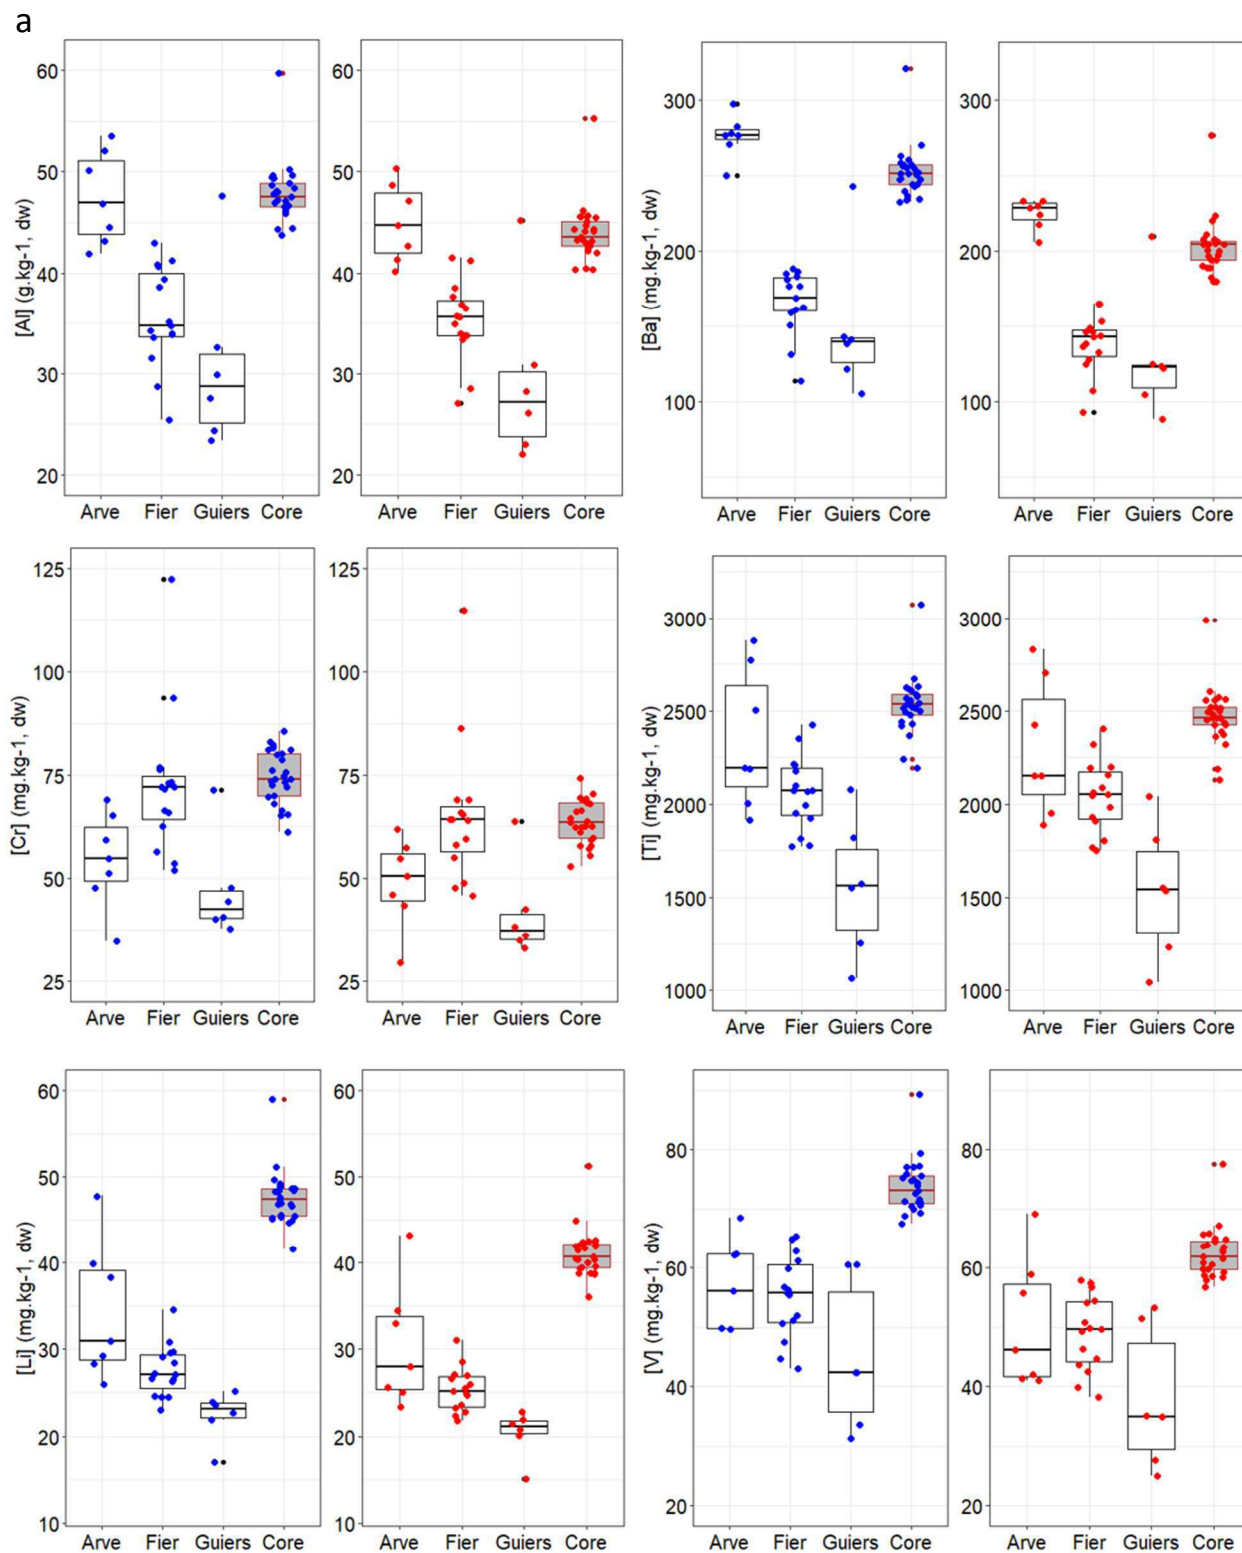 a
[Al] (g.kg-1, dw)
60
50
40
30
20
60
50
40
30
20
Arve Fier Guiers Core
Arve Fier Guiers Core
[Ba] (mg.kg-1, dw)
300
200
100
300
200
100
Arve Fier Guiers Core
Arve Fier Guiers Core
[Cr] (mg.kg-1, dw)
125
100
75
50
25
125
100
75
50
25
Arve Fier Guiers Core
Arve Fier Guiers Core
[Ti] (mg.kg-1, dw)
3000
2500
2000
1500
1000
3000
2500
2000
1500
1000
Arve Fier Guiers Core
Arve Fier Guiers Core
[Li] (mg.kg-1, dw)
60
50
40
30
20
10
60
50
40
30
20
10
Arve Fier Guiers Core
Arve Fier Guiers Core
[V] (mg.kg-1, dw)
80
60
40
20
80
60
40
20
Arve Fier Guiers Core
Arve Fier Guiers Core